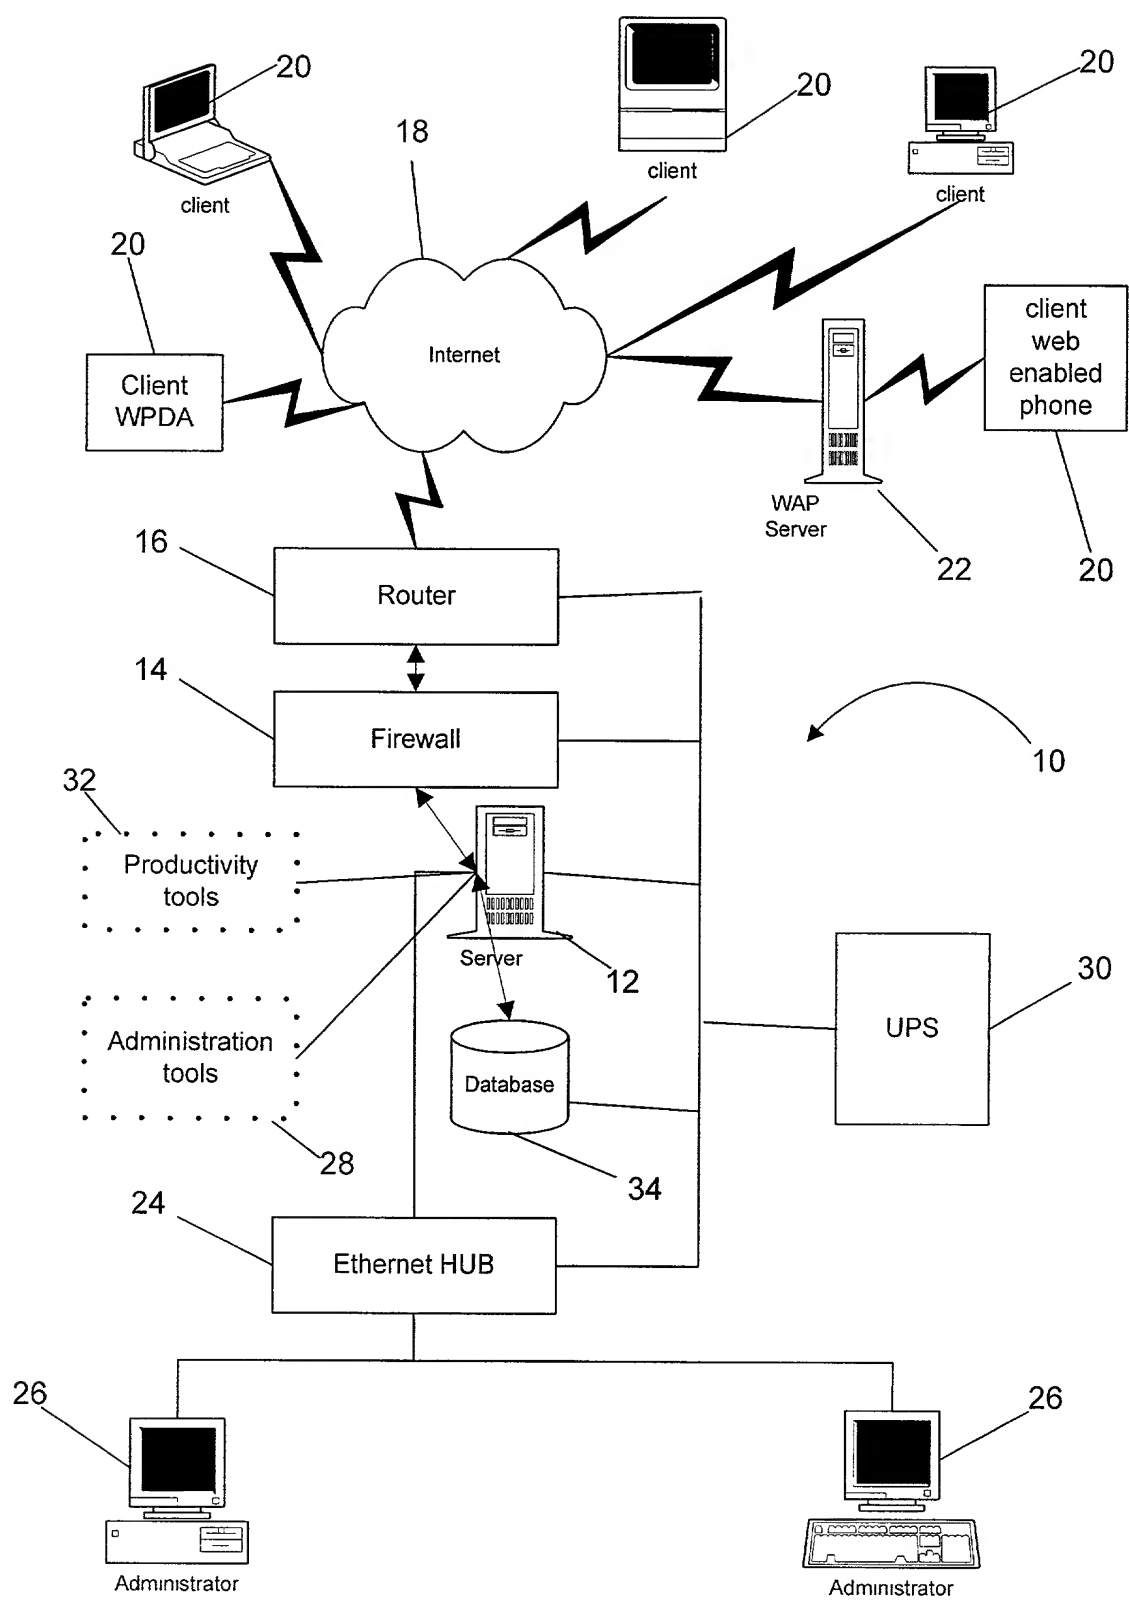 20
20
20
18
client
client
client
20
Internet
client
web
enabled
phone
Client
WPDA
WAP
Server
16
22
20
Router
14
Firewall
10
32
Productivity
tools
Server
12
30
UPS
Administration
tools
Database
28
34
24
Ethernet HUB
26
26
Administrator
Administrator